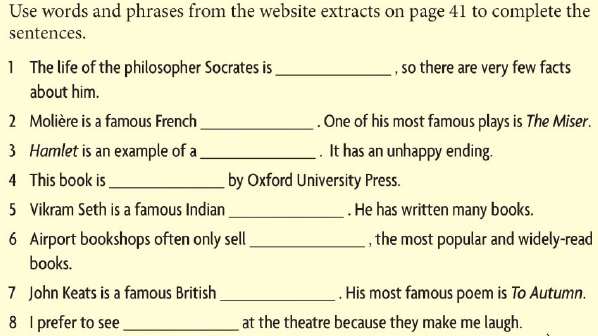 Use words and phrases from the website extracts on page 41 to complete the
sentences.
1 The life of the philosopher Socrates is ______________, so there are very few facts
about him.
2 Molière is a famous French ______________. One of his most famous plays is The Miser.
3 Hamlet is an example of a ______________. It has an unhappy ending.
4 This book is ______________ by Oxford University Press.
5 Vikram Seth is a famous Indian ______________. He has written many books.
6 Airport bookshops often only sell ______________, the most popular and widely-read
books.
7 John Keats is a famous British ______________. His most famous poem is To Autumn.
8 I prefer to see ______________ at the theatre because they make me laugh.